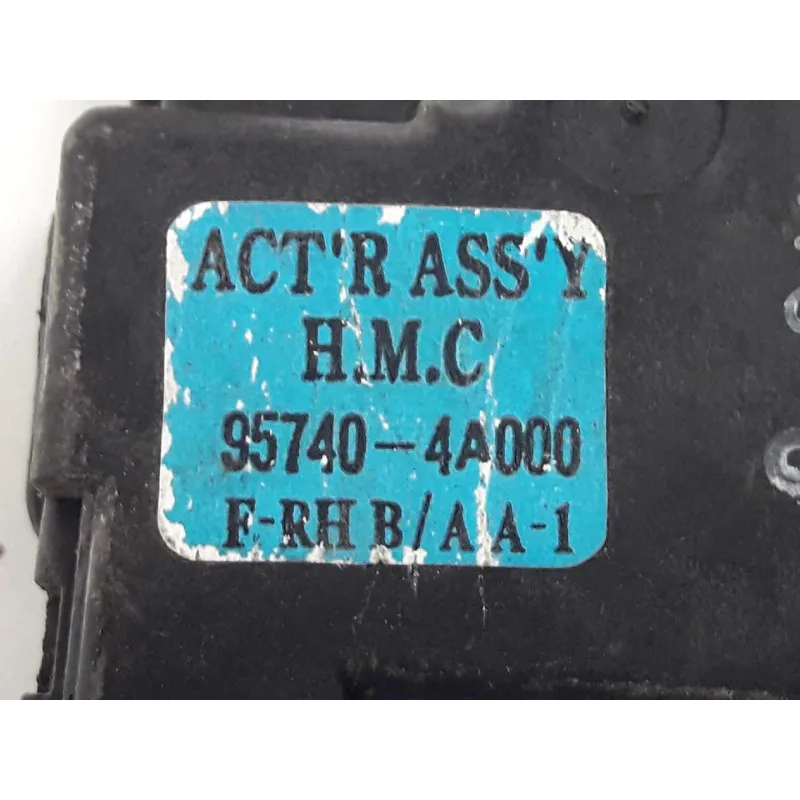 ACT'R ASS'Y
H.M.C
95740-4A000
F-RH B/A A-1